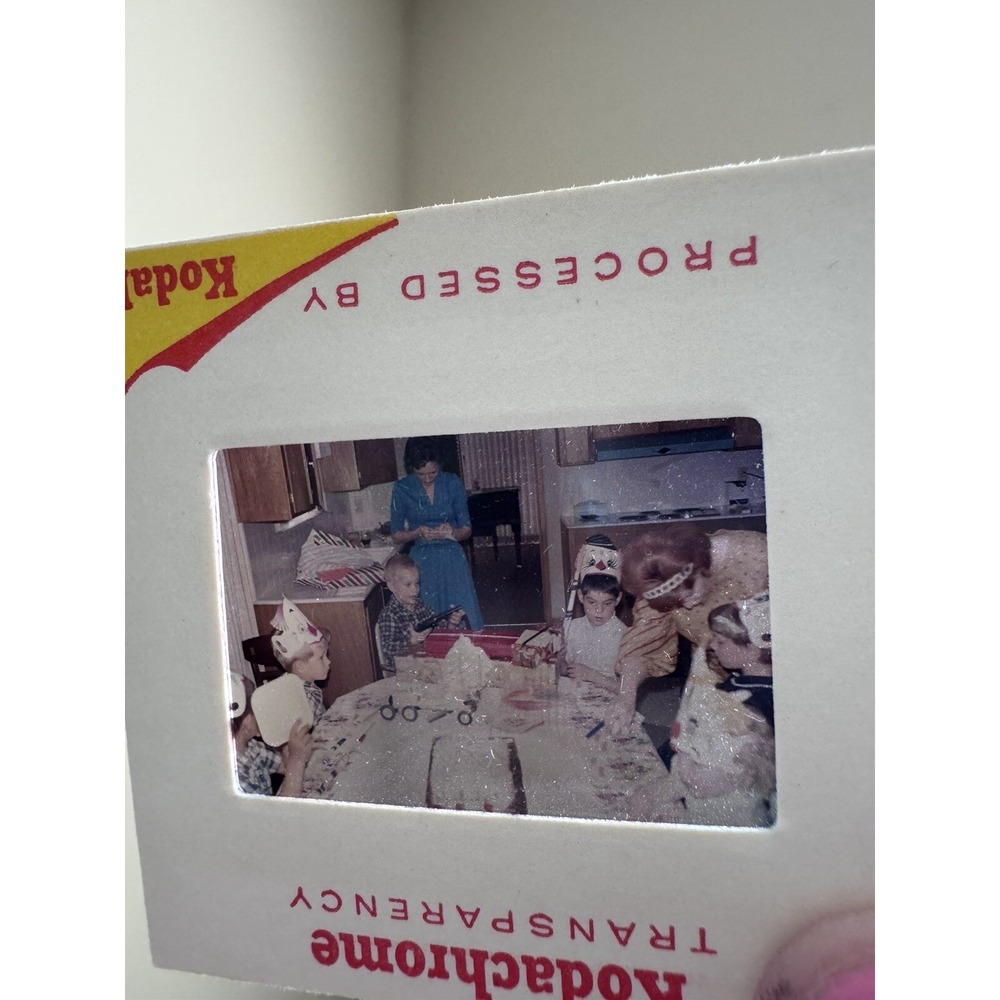 Kodachrome
TRANSPARENCY
PROCESSED BY
Kodak